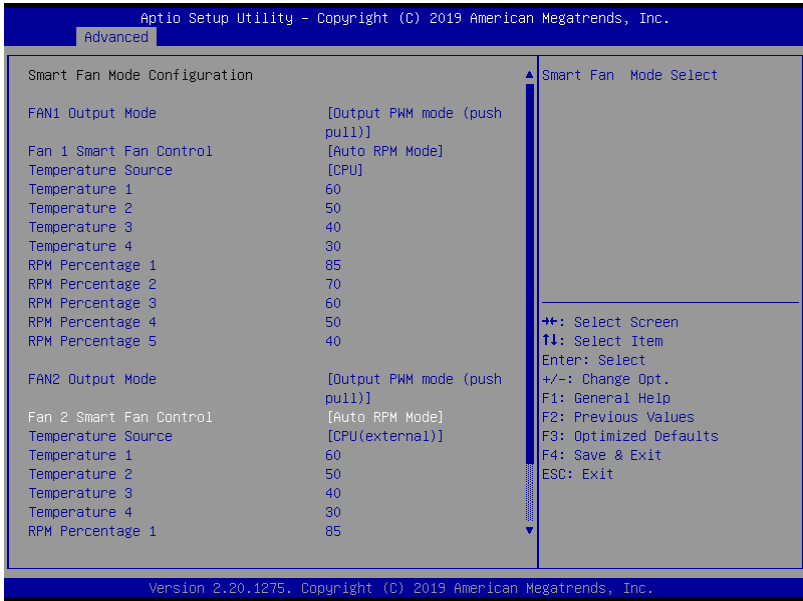 Aptio Setup Utility – Copyright (C) 2019 American Megatrends, Inc.
Advanced
Smart Fan Mode Configuration
FAN1 Output Mode [Output PWM mode (push
pull)]
Fan 1 Smart Fan Control [Auto RPM Mode]
Temperature Source [CPU]
Temperature 1 60
Temperature 2 50
Temperature 3 40
Temperature 4 30
RPM Percentage 1 85
RPM Percentage 2 70
RPM Percentage 3 60
RPM Percentage 4 50
RPM Percentage 5 40
FAN2 Output Mode [Output PWM mode (push
pull)]
Fan 2 Smart Fan Control [Auto RPM Mode]
Temperature Source [CPU(external)]
Temperature 1 60
Temperature 2 50
Temperature 3 40
Temperature 4 30
RPM Percentage 1 85
Smart Fan Mode Select
→←: Select Screen
↑↓: Select Item
Enter: Select
+/-: Change Opt.
F1: General Help
F2: Previous Values
F3: Optimized Defaults
F4: Save & Exit
ESC: Exit
Version 2.20.1275. Copyright (C) 2019 American Megatrends, Inc.